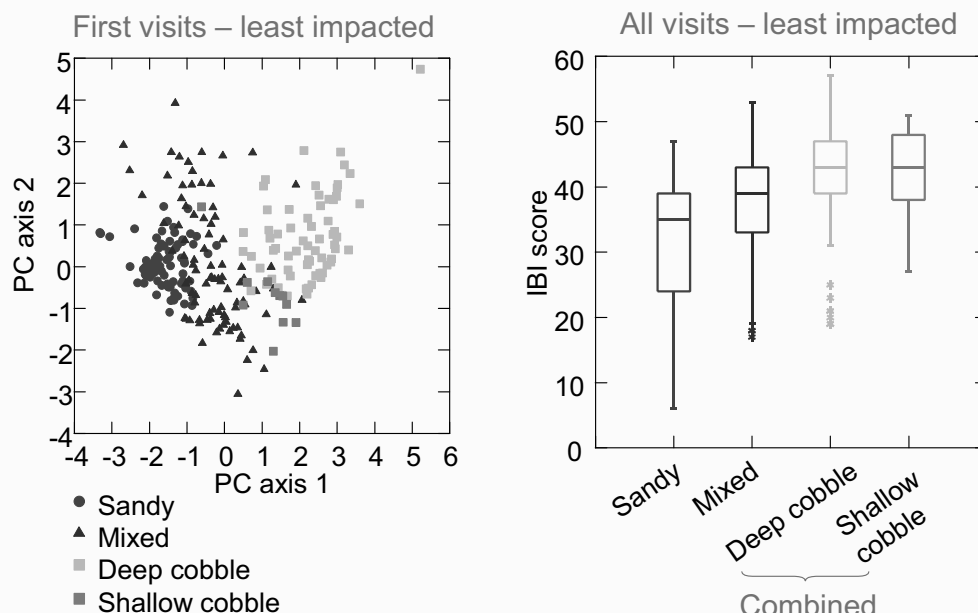 First visits – least impacted
5
4
3
2
1
0
-1
-2
-3
-4
PC axis 2
-4 -3 -2 -1 0 1 2 3 4 5 6
PC axis 1
Sandy
Mixed
Deep cobble
Shallow cobble
All visits – least impacted
60
50
40
30
20
10
0
IBI score
Sandy
Mixed
Deep cobble
Shallow
cobble
Combined